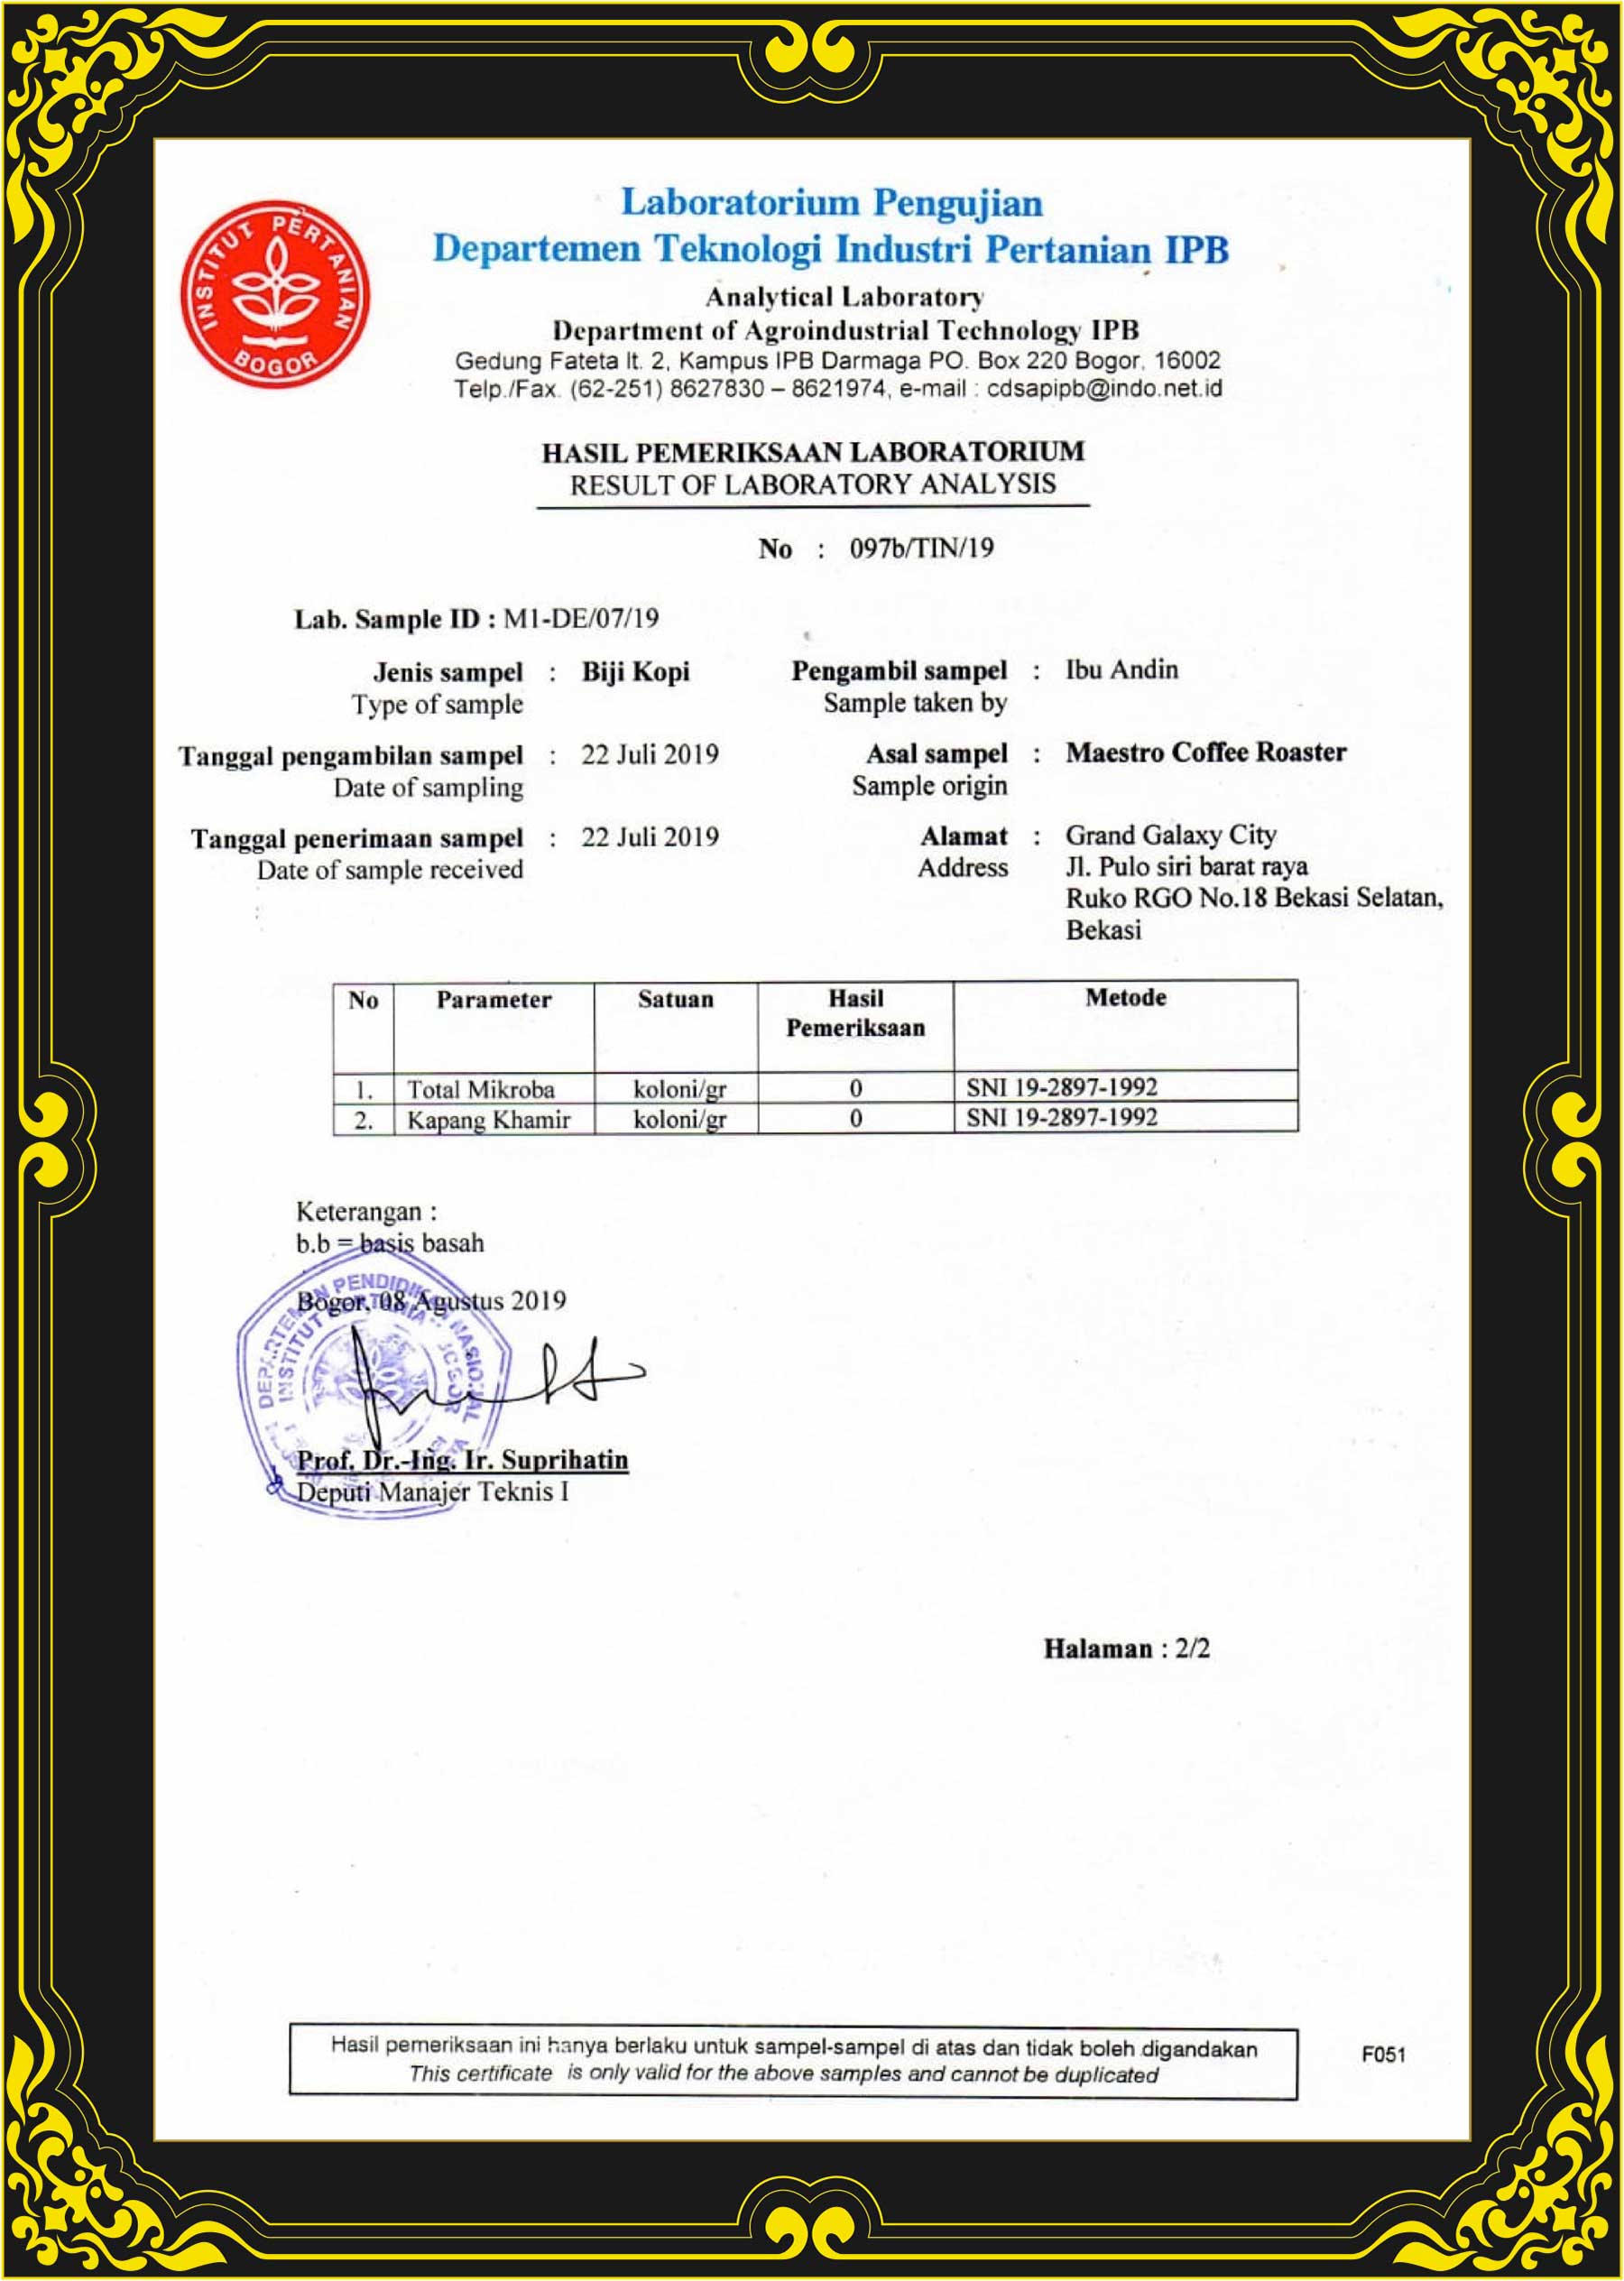 INSTITUT PERTANIAN
BOGOR
Laboratorium Pengujian
Departemen Teknologi Industri Pertanian IPB
Analytical Laboratory
Department of Agroindustrial Technology IPB
Gedung Fateta lt. 2, Kampus IPB Darmaga PO. Box 220 Bogor, 16002
Telp./Fax. (62-251) 8627830 – 8621974, e-mail : cdsapipb@indo.net.id
HASIL PEMERIKSAAN LABORATORIUM
RESULT OF LABORATORY ANALYSIS
No : 097b/TIN/19
Lab. Sample ID : M1-DE/07/19
Jenis sampel : Biji Kopi Pengambil sampel : Ibu Andin
Type of sample Sample taken by
Tanggal pengambilan sampel : 22 Juli 2019 Asal sampel : Maestro Coffee Roaster
Date of sampling Sample origin
Tanggal penerimaan sampel : 22 Juli 2019 Alamat : Grand Galaxy City
Date of sample received Address Jl. Pulo siri barat raya
Ruko RGO No.18 Bekasi Selatan,
Bekasi
No Parameter Satuan Hasil Metode
Pemeriksaan
1. Total Mikroba koloni/gr 0 SNI 19-2897-1992
2. Kapang Khamir koloni/gr 0 SNI 19-2897-1992
Keterangan :
b.b = basis basah
Bogor, 08 Agustus 2019
DEPARTEMEN PENDIDIKAN NASIONAL
INSTITUT PERTANIAN BOGOR
Prof. Dr.-Ing. Ir. Suprihatin
Deputi Manajer Teknis I
Halaman : 2/2
Hasil pemeriksaan ini hanya berlaku untuk sampel-sampel di atas dan tidak boleh digandakan
This certificate is only valid for the above samples and cannot be duplicated
F051